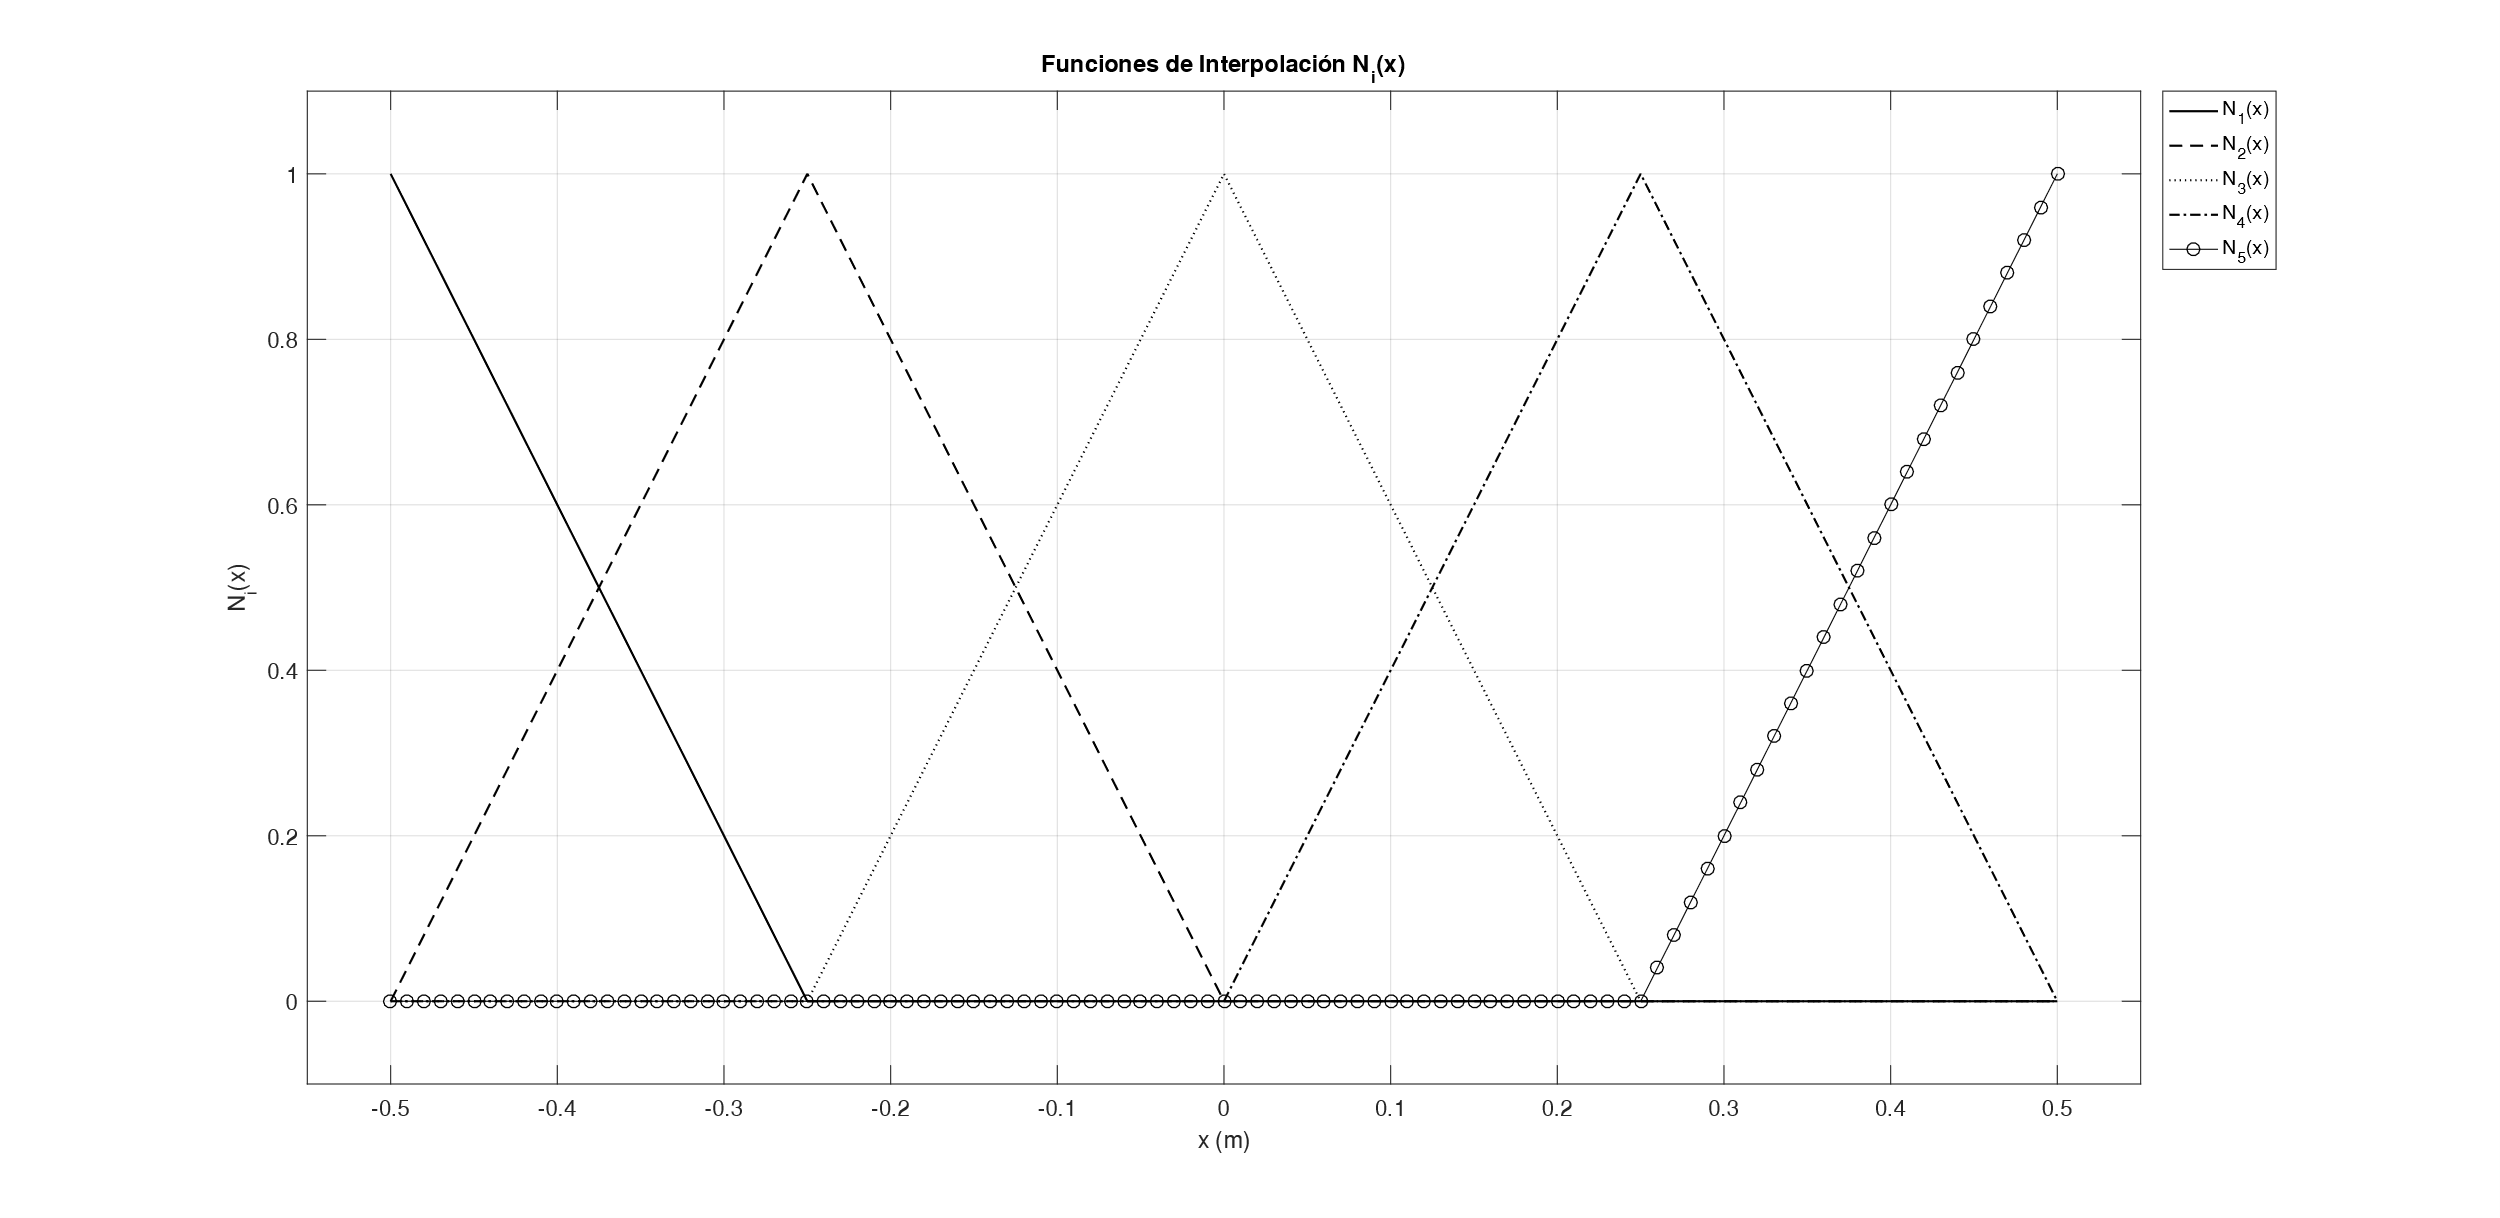 Funciones de Interpolación N_i(x)
N_1(x)
N_2(x)
N_3(x)
N_4(x)
N_5(x)
1
0.8
0.6
0.4
0.2
0
N_i(x)
-0.5 -0.4 -0.3 -0.2 -0.1 0 0.1 0.2 0.3 0.4 0.5
x (m)